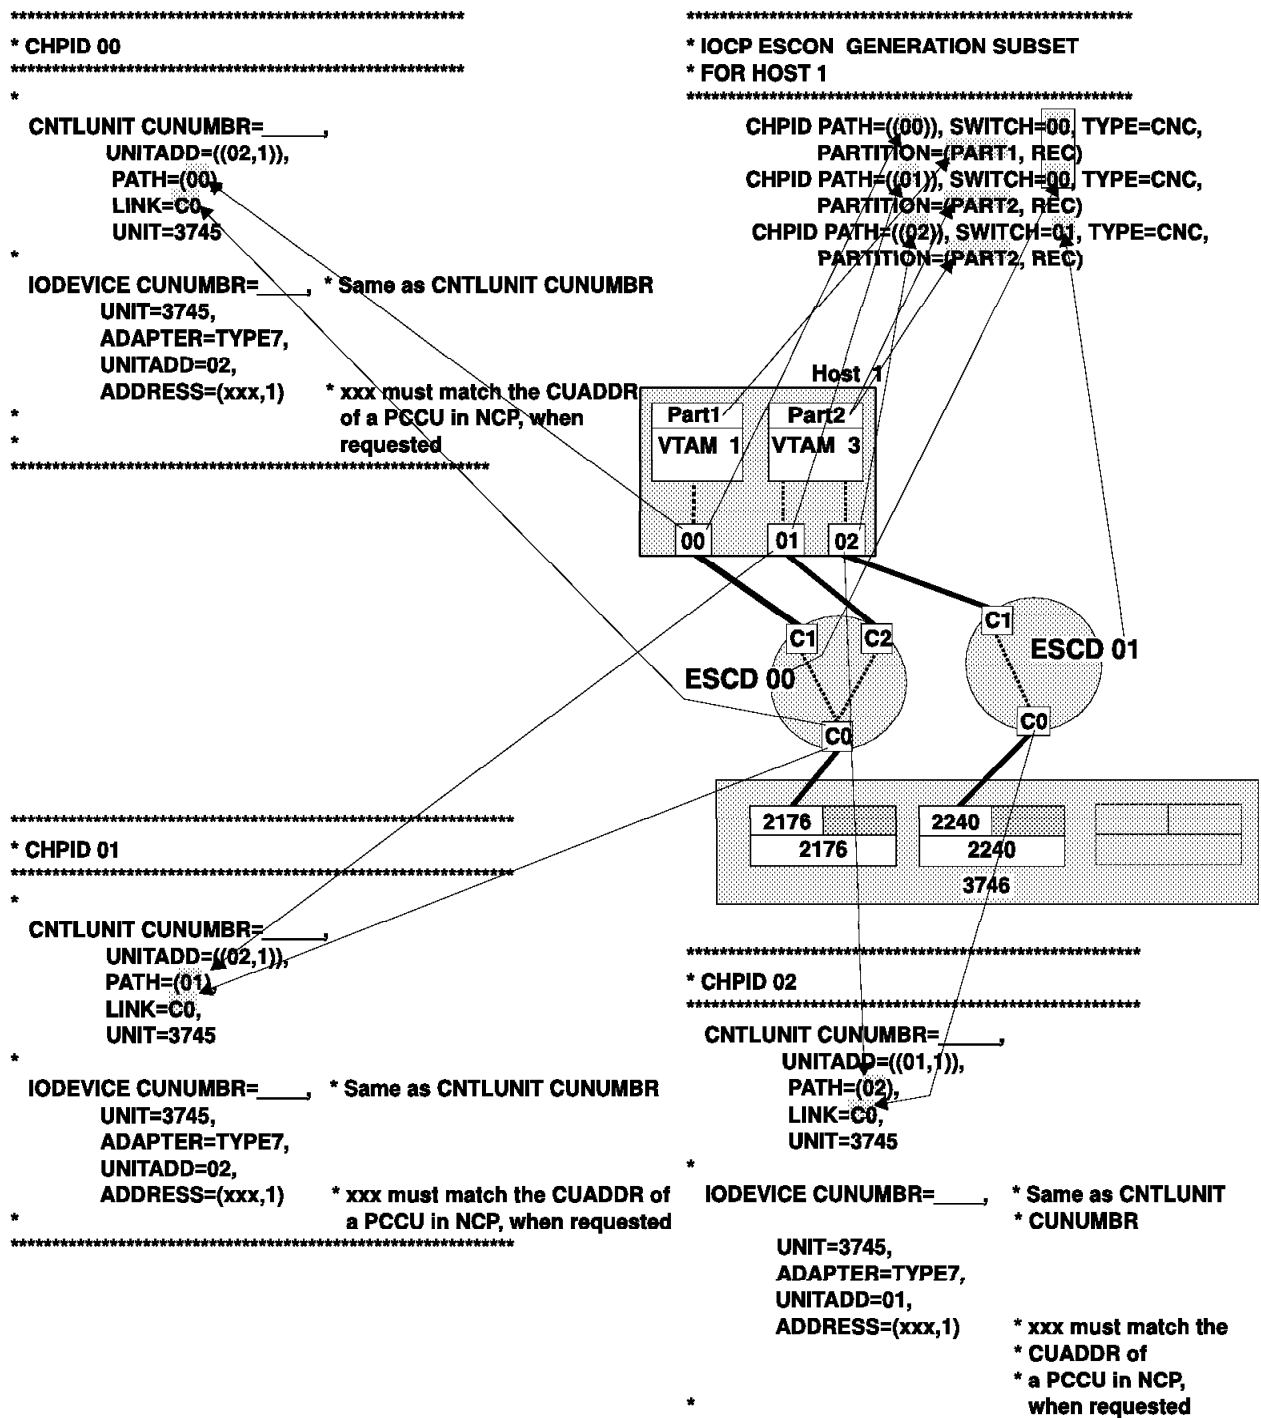 **********************************************************
* CHPID 00
**********************************************************
*
CNTLUNIT CUNUMBR=_____,
UNITADD=((02,1)),
PATH=(00),
LINK=C0,
UNIT=3745
*
IODEVICE CUNUMBR=_____, * Same as CNTLUNIT CUNUMBR
UNIT=3745,
ADAPTER=TYPE7,
UNITADD=02,
ADDRESS=(xxx,1) * xxx must match the CUADDR
* of a PCCU in NCP, when
* requested
**********************************************************
**********************************************************
* IOCP ESCON GENERATION SUBSET
* FOR HOST 1
**********************************************************
CHPID PATH=((00)), SWITCH=00, TYPE=CNC,
PARTITION=(PART1, REC)
CHPID PATH=((01)), SWITCH=00, TYPE=CNC,
PARTITION=(PART2, REC)
CHPID PATH=((02)), SWITCH=01, TYPE=CNC,
PARTITION=(PART2, REC)
Host 1
Part1 Part2
VTAM 1 VTAM 3
00 01 02
C1 C2 C1
ESCD 00 ESCD 01
C0 C0
2176 2240
2176 2240
3746
**********************************************************
* CHPID 01
**********************************************************
*
CNTLUNIT CUNUMBR=_____,
UNITADD=((02,1)),
PATH=(01),
LINK=C0,
UNIT=3745
*
IODEVICE CUNUMBR=____, * Same as CNTLUNIT CUNUMBR
UNIT=3745,
ADAPTER=TYPE7,
UNITADD=02,
ADDRESS=(xxx,1) * xxx must match the CUADDR of
* a PCCU in NCP, when requested
**********************************************************
**********************************************************
* CHPID 02
**********************************************************
CNTLUNIT CUNUMBR=_____,
UNITADD=((01,1)),
PATH=(02),
LINK=C0,
UNIT=3745
*
IODEVICE CUNUMBR=____, * Same as CNTLUNIT
* CUNUMBR
UNIT=3745,
ADAPTER=TYPE7,
UNITADD=01,
ADDRESS=(xxx,1) * xxx must match the
* CUADDR of
* a PCCU in NCP,
* when requested